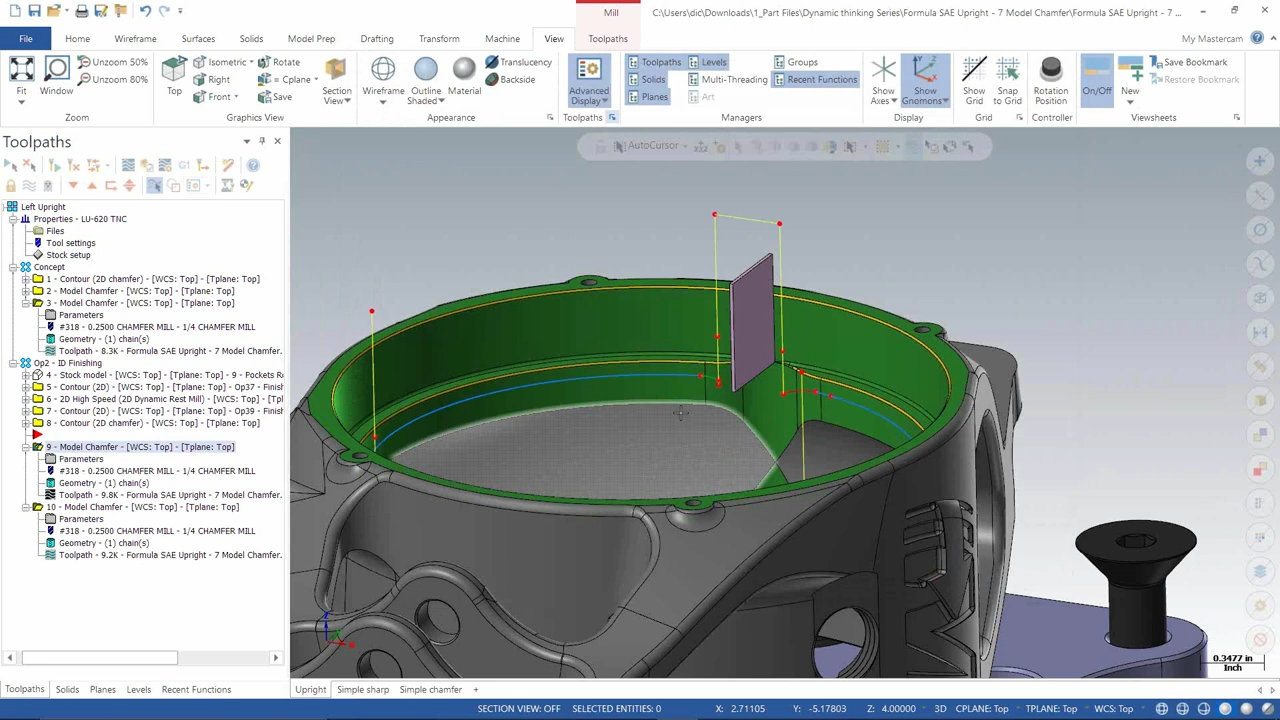 Mill
C:\Users\dic\Downloads\1_Part Files\Dynamic thinking Series\Formula SAE Upright - 7 Model Chamfer\Formula SAE Upright - 7 ...
File
Home
Wireframe
Surfaces
Solids
Model Prep
Drafting
Transform
Machine
View
Toolpaths
My Mastercam
Fit
Window
Unzoom 50%
Unzoom 80%
Zoom
Top
Isometric
Right
Front
Rotate
= Cplane
Save
Section
View
Graphics View
Wireframe
Outline
Shaded
Material
Translucency
Backside
Appearance
Advanced
Display
Toolpaths
Toolpaths
Solids
Planes
Levels
Multi-Threading
Art
Groups
Recent Functions
Managers
Show
Axes
Show
Gnomons
Display
Show
Grid
Snap
to Grid
Grid
Rotation
Position
Controller
On/Off
New
Save Bookmark
Restore Bookmark
Viewsheets
Toolpaths
AutoCursor
Left Upright
Properties - LU-620 TNC
Files
Tool settings
Stock setup
Concept
1 - Contour (2D chamfer) - [WCS: Top] - [Tplane: Top]
2 - Model Chamfer - [WCS: Top] - [Tplane: Top]
3 - Model Chamfer - [WCS: Top] - [Tplane: Top]
Parameters
#318 - 0.2500 CHAMFER MILL - 1/4 CHAMFER MILL
Geometry - (1) chain(s)
Toolpath - 8.3K - Formula SAE Upright - 7 Model Chamfer.
Op2 - ID Finishing
4 - Stock model - [WCS: Top] - [Tplane: Top] - 9 - Pockets R
5 - Contour (2D) - [WCS: Top] - [Tplane: Top] - Op37 - Finish
6 - 2D High Speed (2D Dynamic Rest Mill) - [WCS: Top] - [Tp
7 - Contour (2D) - [WCS: Top] - [Tplane: Top] - Op39 - Finish
8 - Contour (2D chamfer) - [WCS: Top] - [Tplane: Top]
9 - Model Chamfer - [WCS: Top] - [Tplane: Top]
Parameters
#318 - 0.2500 CHAMFER MILL - 1/4 CHAMFER MILL
Geometry - (1) chain(s)
Toolpath - 9.8K - Formula SAE Upright - 7 Model Chamfer.
10 - Model Chamfer - [WCS: Top] - [Tplane: Top]
Parameters
#318 - 0.2500 CHAMFER MILL - 1/4 CHAMFER MILL
Geometry - (1) chain(s)
Toolpath - 9.2K - Formula SAE Upright - 7 Model Chamfer.
0.3477 in
Inch
Toolpaths
Solids
Planes
Levels
Recent Functions
Upright
Simple sharp
Simple chamfer
+
SECTION VIEW: OFF
SELECTED ENTITIES: 0
X: 2.71105
Y: -5.17803
Z: 4.00000
3D
CPLANE: Top
TPLANE: Top
WCS: Top